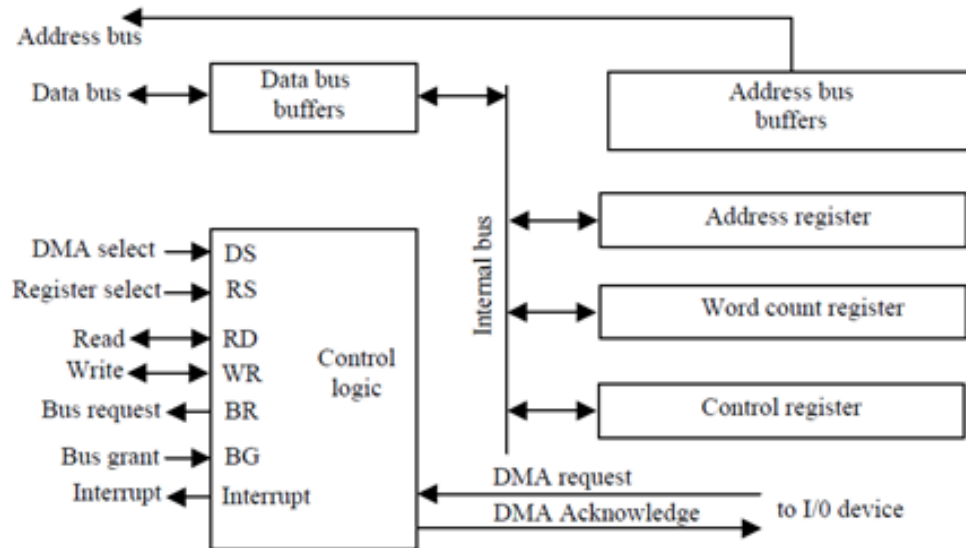 Address bus
Data bus
Data bus
buffers
Address bus
buffers
Internal bus
Address register
Word count register
Control register
DMA select
DS
Register select
RS
Read
RD
Write
WR
Bus request
BR
Bus grant
BG
Interrupt
Interrupt
Control
logic
DMA request
DMA Acknowledge
to I/0 device